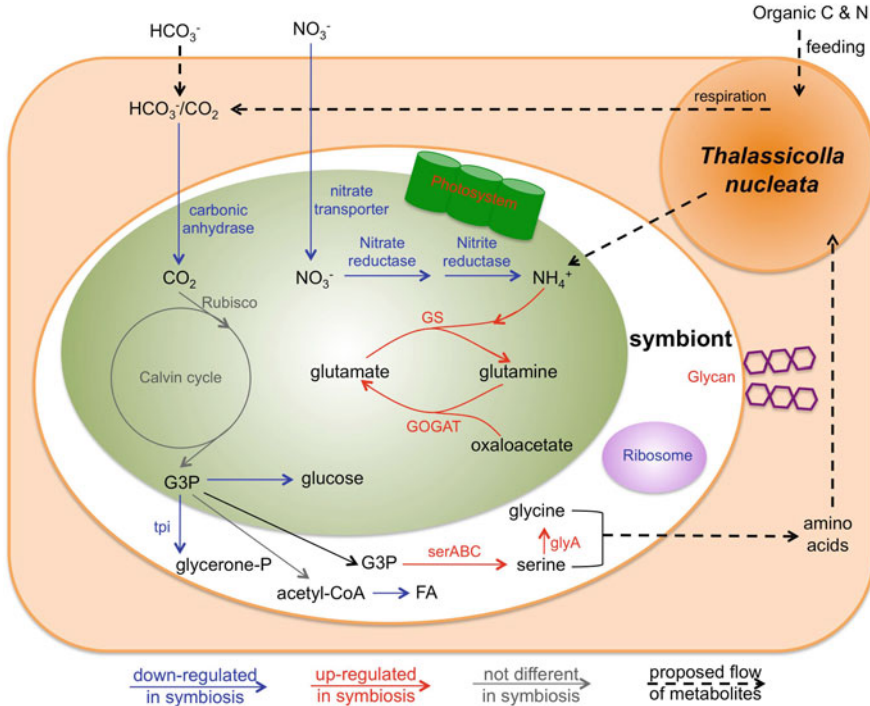 Organic C & N
HCO₃⁻
NO₃⁻
feeding
HCO₃⁻/CO₂
respiration
Thalassicolla
nucleata
Photosystem
carbonic
anhydrase
nitrate
transporter
Nitrate
reductase
Nitrite
reductase
CO₂
NO₃⁻
NH₄⁺
Rubisco
GS
symbiont
Calvin cycle
glutamate
glutamine
Glycan
GOGAT
oxaloacetate
Ribosome
G3P
glucose
glycine
tpi
amino
acids
serABC
glyA
glycerone-P
G3P
serine
acetyl-CoA
FA
down-regulated
in symbiosis
up-regulated
in symbiosis
not different
in symbiosis
proposed flow
of metabolites